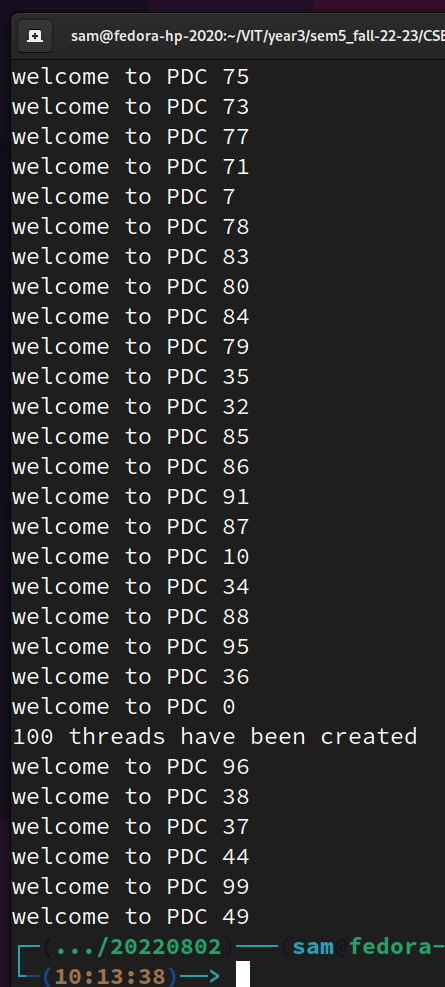 sam@fedora-hp-2020:~/VIT/year3/sem5_fall-22-23/CSE
welcome to PDC 75
welcome to PDC 73
welcome to PDC 77
welcome to PDC 71
welcome to PDC 7
welcome to PDC 78
welcome to PDC 83
welcome to PDC 80
welcome to PDC 84
welcome to PDC 79
welcome to PDC 35
welcome to PDC 32
welcome to PDC 85
welcome to PDC 86
welcome to PDC 91
welcome to PDC 87
welcome to PDC 10
welcome to PDC 34
welcome to PDC 88
welcome to PDC 95
welcome to PDC 36
welcome to PDC 0
100 threads have been created
welcome to PDC 96
welcome to PDC 38
welcome to PDC 37
welcome to PDC 44
welcome to PDC 99
welcome to PDC 49
┌─(.../20220802)───(sam@fedora-
└─(10:13:38)──>